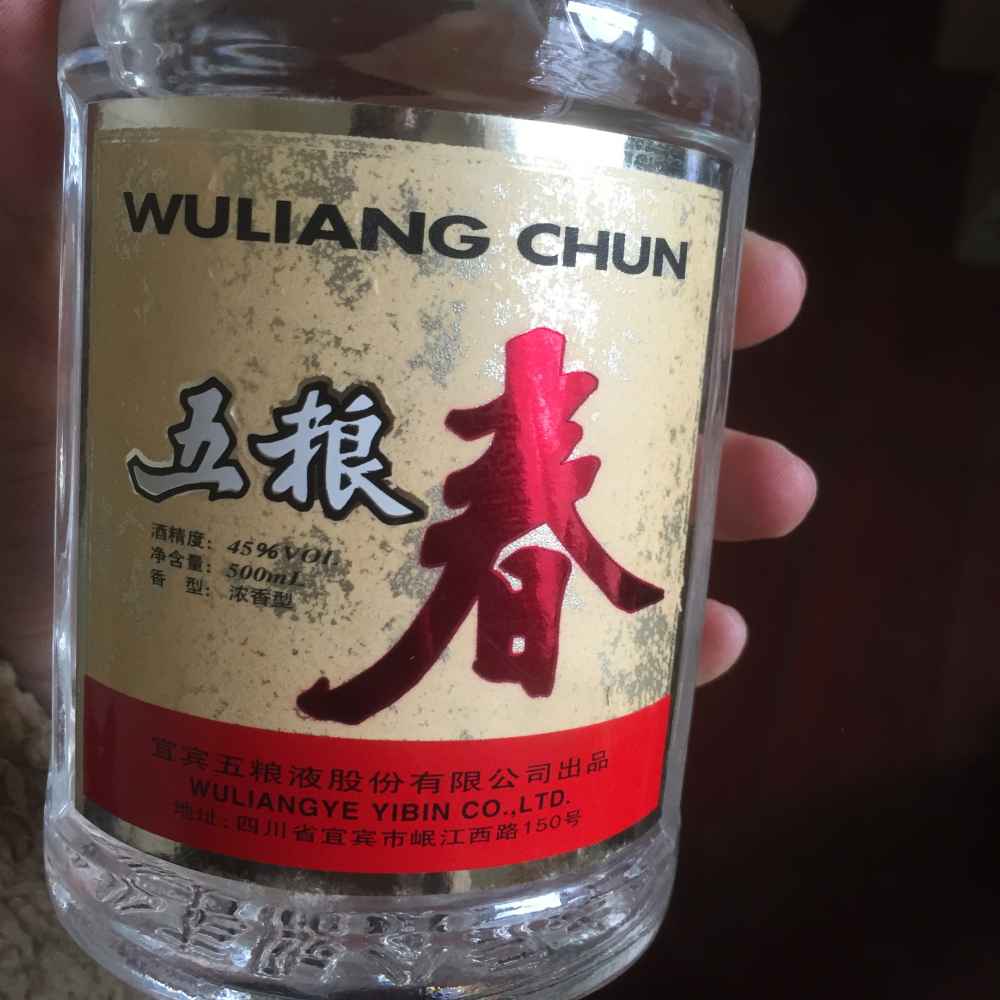 WULIANG CHUN
五粮春
酒精度: 45%VOL
净含量: 500mL
香 型: 浓香型
宜宾五粮液股份有限公司出品
WULIANGYE YIBIN CO.,LTD.
地址: 四川省宜宾市岷江西路150号